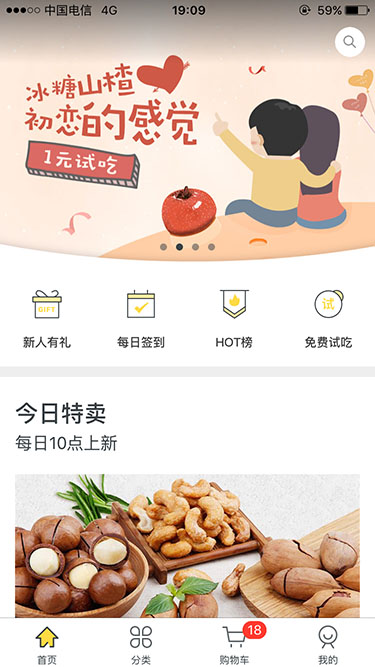 中国电信 4G 19:09 59%
冰糖山楂
初恋的感觉
1元试吃
GIFT 试
新人有礼 每日签到 HOT榜 免费试吃
今日特卖
每日10点上新
18
首页 分类 购物车 我的